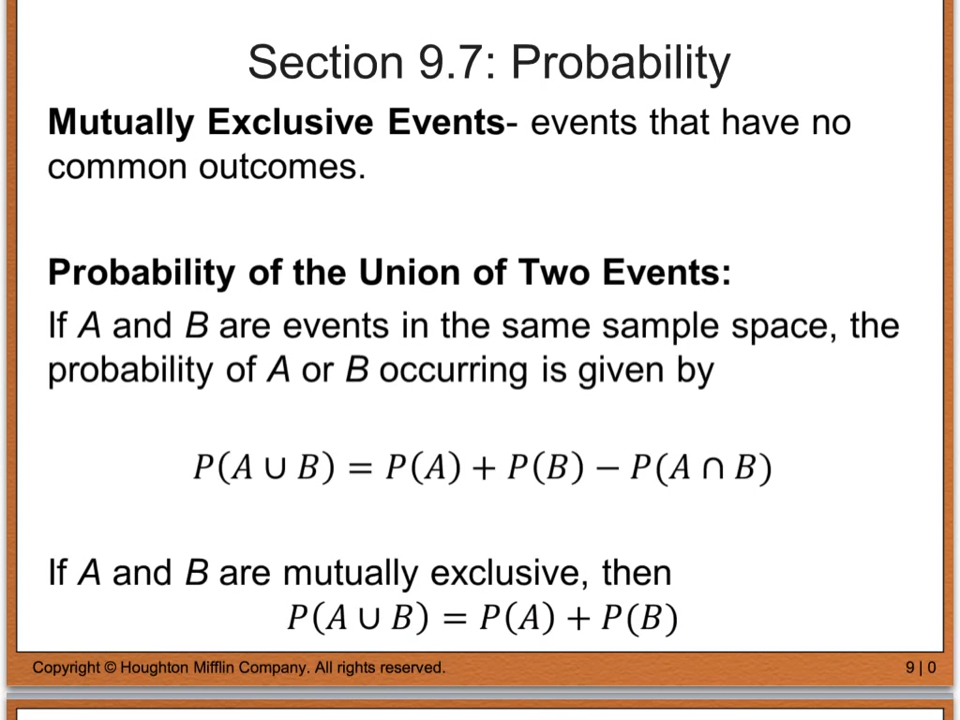 Section 9.7: Probability
Mutually Exclusive Events- events that have no
common outcomes.
Probability of the Union of Two Events:
If A and B are events in the same sample space, the
probability of A or B occurring is given by
P(A ∪ B) = P(A) + P(B) − P(A ∩ B)
If A and B are mutually exclusive, then
P(A ∪ B) = P(A) + P(B)
Copyright © Houghton Mifflin Company. All rights reserved.
9 | 0